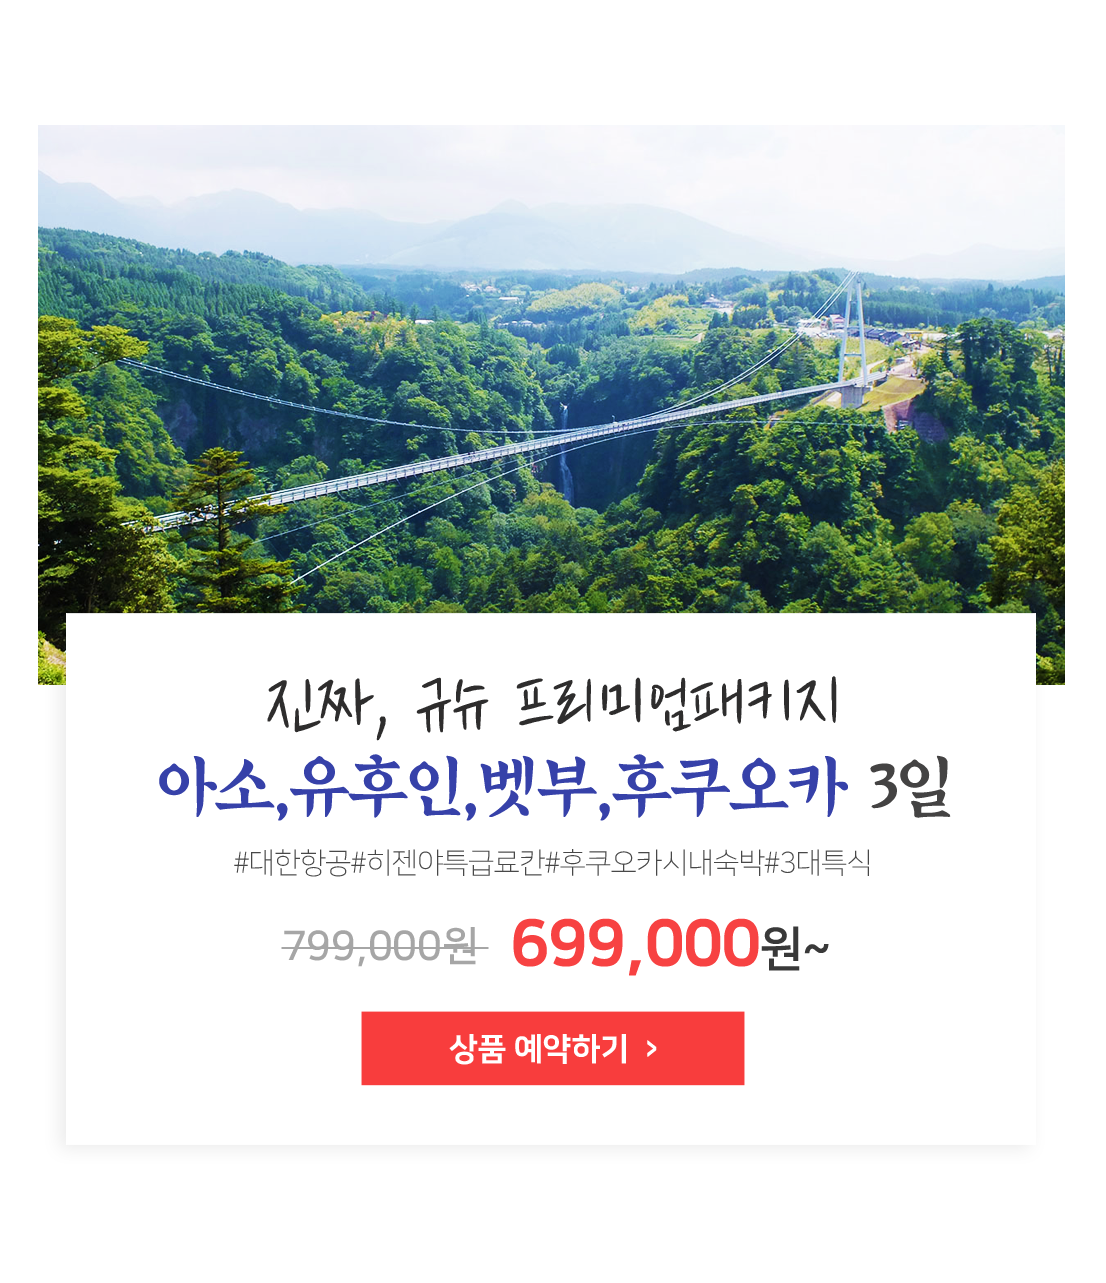 진짜, 규슈 프리미엄패키지
아소,유후인,벳부,후쿠오카 3일
#대한항공#히젠야특급료칸#후쿠오카시내숙박#3대특식
799,000원 699,000원~
상품 예약하기 >